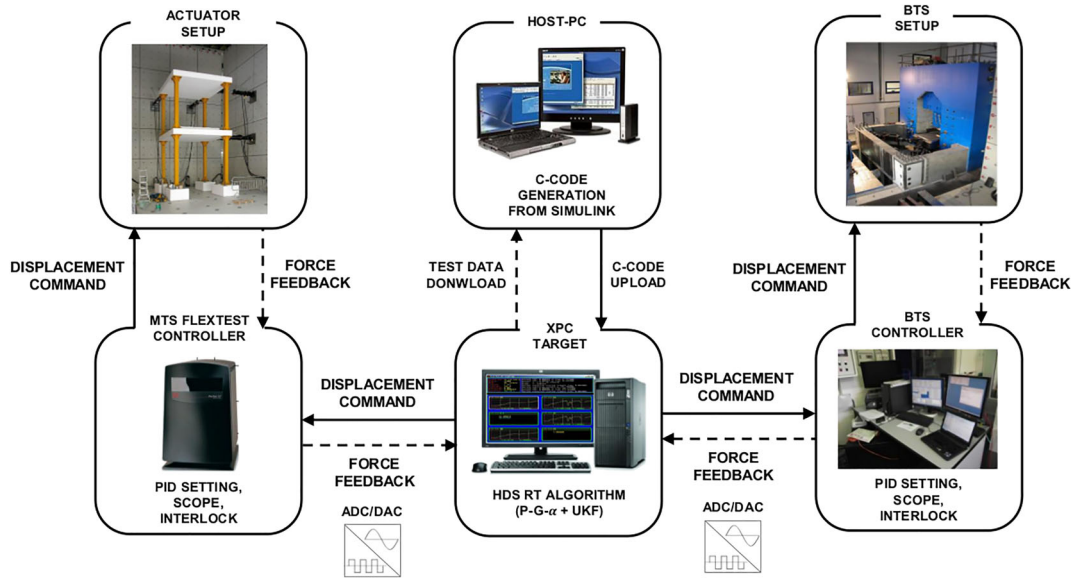 ACTUATOR
SETUP
HOST-PC
BTS
SETUP
C-CODE
GENERATION
FROM SIMULINK
DISPLACEMENT
COMMAND
FORCE
FEEDBACK
TEST DATA
DONWLOAD
C-CODE
UPLOAD
DISPLACEMENT
COMMAND
FORCE
FEEDBACK
MTS FLEXTEST
CONTROLLER
XPC
TARGET
BTS
CONTROLLER
DISPLACEMENT
COMMAND
DISPLACEMENT
COMMAND
FORCE
FEEDBACK
FORCE
FEEDBACK
PID SETTING,
SCOPE,
INTERLOCK
HDS RT ALGORITHM
(P-G-α + UKF)
PID SETTING,
SCOPE,
INTERLOCK
ADC/DAC
ADC/DAC